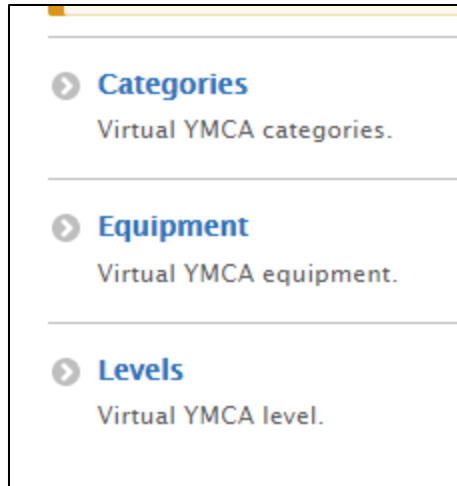 Categories
Virtual YMCA categories.
Equipment
Virtual YMCA equipment.
Levels
Virtual YMCA level.